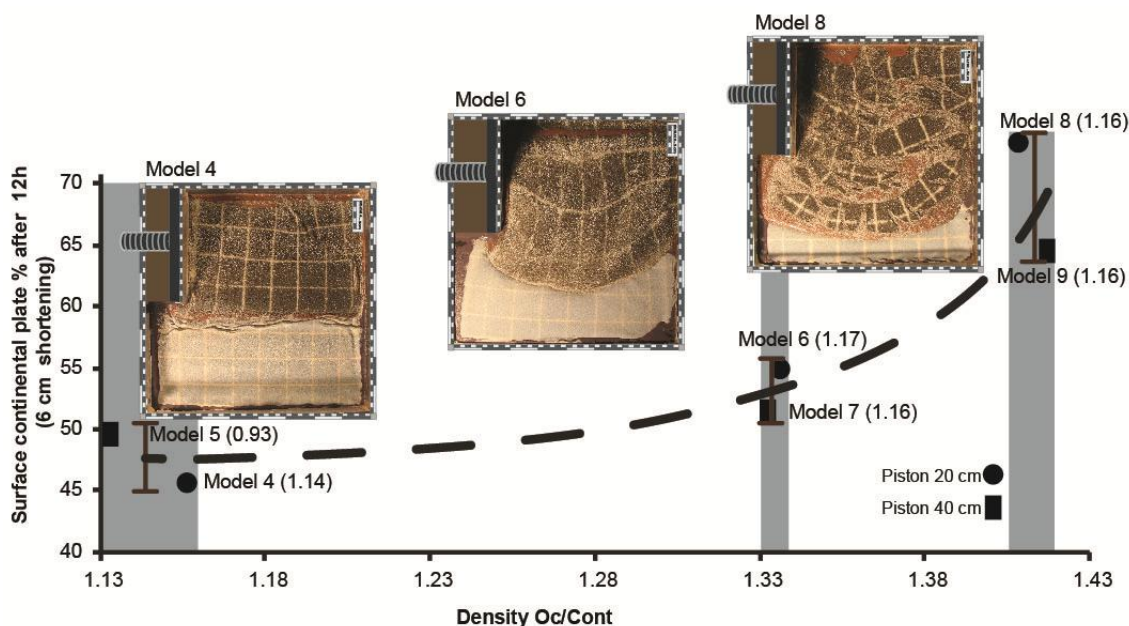 Model 8
Model 6
Model 8 (1.16)
Model 4
Surface continental plate % after 12h
(6 cm shortening)
70
65
60
55
50
45
40
Model 9 (1.16)
Model 6 (1.17)
Model 7 (1.16)
Model 5 (0.93)
Model 4 (1.14)
Piston 20 cm
Piston 40 cm
1.13
1.18
1.23
1.28
1.33
1.38
1.43
Density Oc/Cont